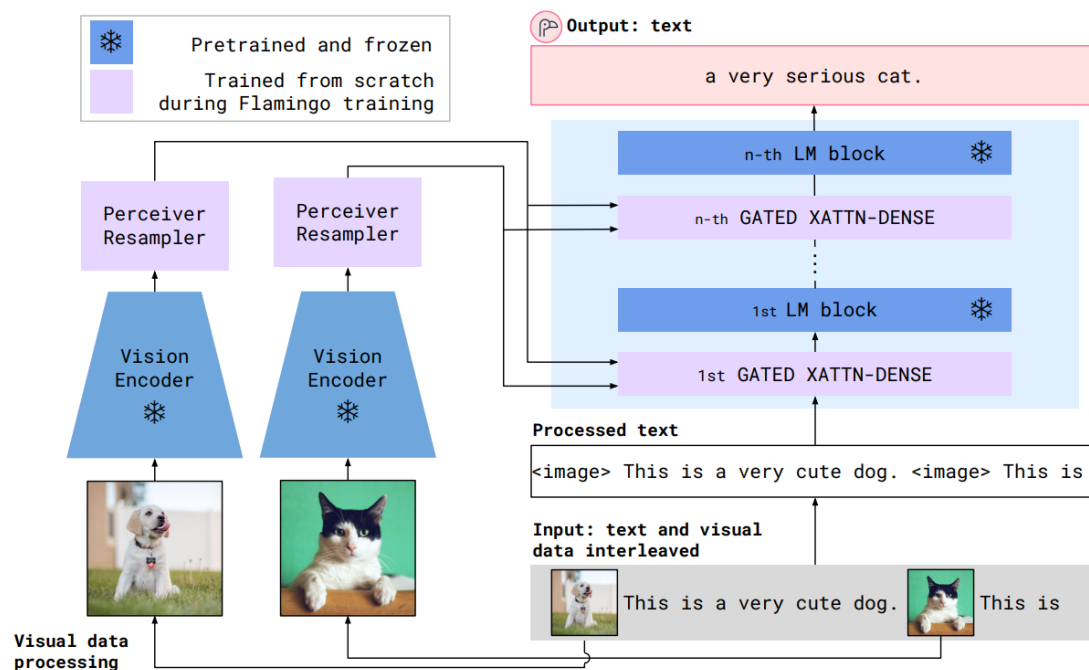 Pretrained and frozen
Trained from scratch
during Flamingo training
Output: text
a very serious cat.
n-th LM block
n-th GATED XATTN-DENSE
1st LM block
1st GATED XATTN-DENSE
Perceiver
Resampler
Perceiver
Resampler
Vision
Encoder
Vision
Encoder
Processed text
<image> This is a very cute dog. <image> This is
Input: text and visual
data interleaved
This is a very cute dog.
This is
Visual data
processing